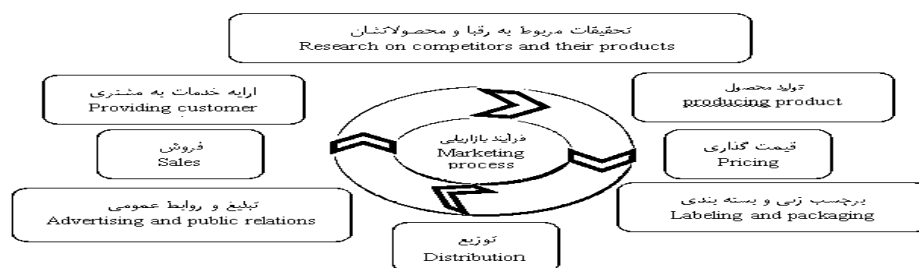 تحقیقات مربوط به رقبا و محصولاتشان
Research on competitors and their products
تولید محصول
producing product
قیمت گذاری
Pricing
برچسب زنی و بسته بندی
Labeling and packaging
توزیع
Distribution
تبلیغ و روابط عمومی
Advertising and public relations
فروش
Sales
ارایه خدمات به مشتری
Providing customer
فرآیند بازاریابی
Marketing
process